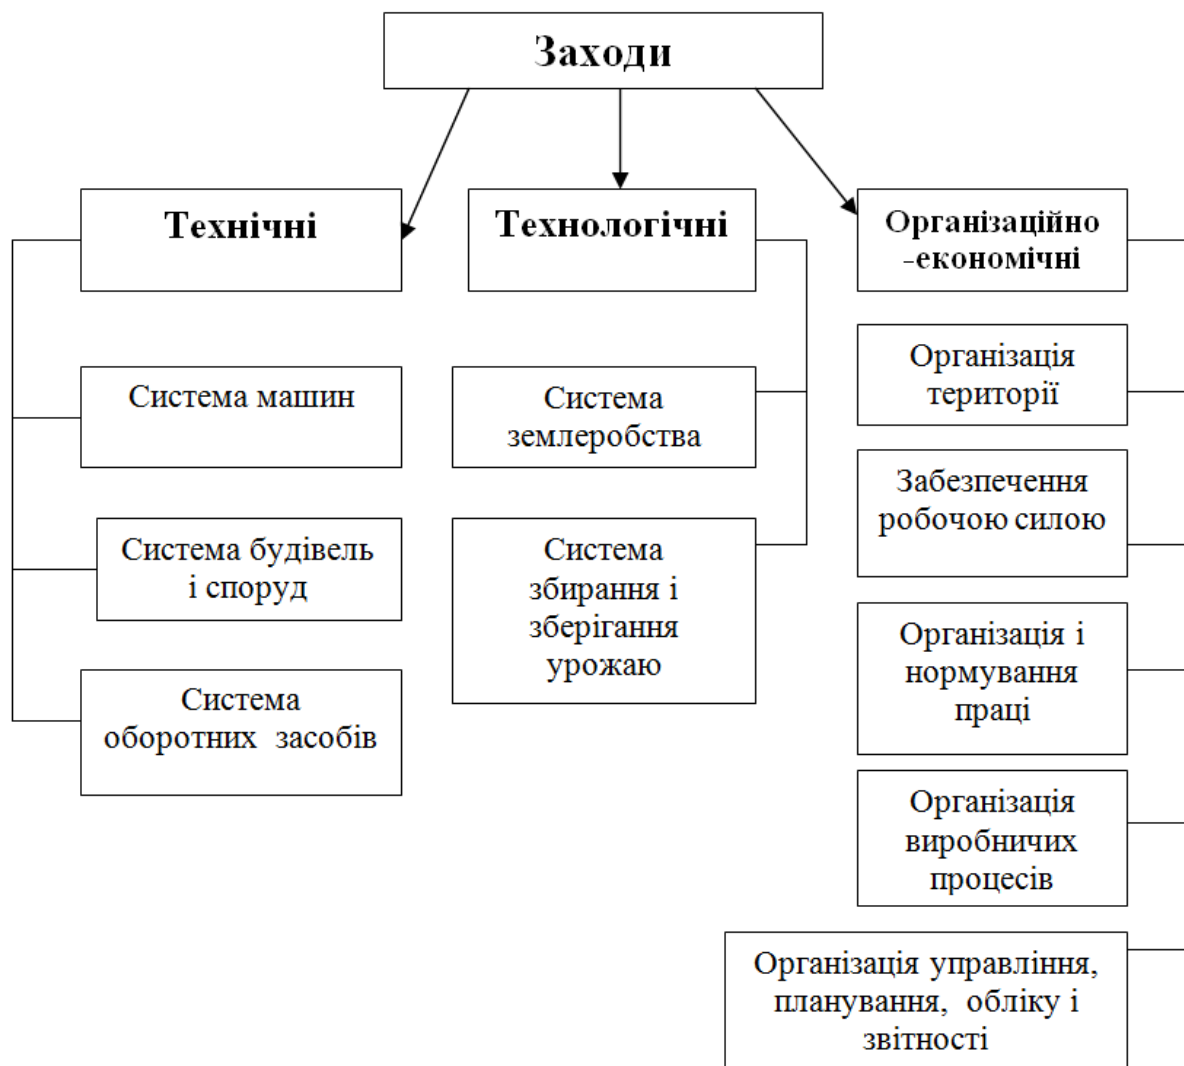 Заходи
Технічні
Технологічні
Організаційно
-економічні
Система машин
Система будівель
і споруд
Система
оборотних засобів
Система
землеробства
Система
збирання і
зберігання
урожаю
Організація
території
Забезпечення
робочою силою
Організація і
нормування
праці
Організація
виробничих
процесів
Організація управління,
планування, обліку і
звітності